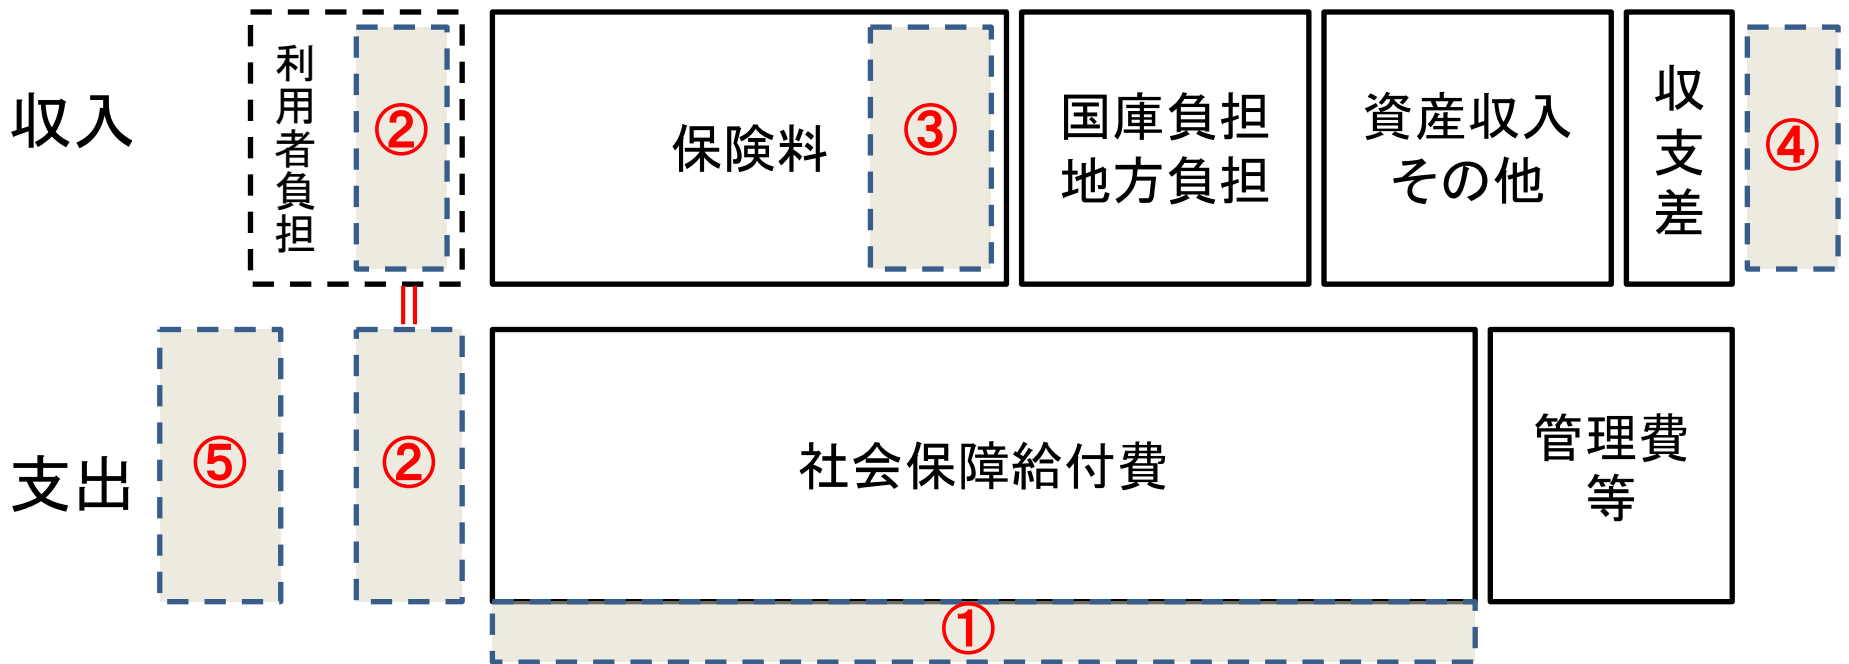 収入
利用者負担
②
保険料
③
国庫負担
地方負担
資産収入
その他
収支差
④
支出
⑤
②
社会保障給付費
管理費
等
①